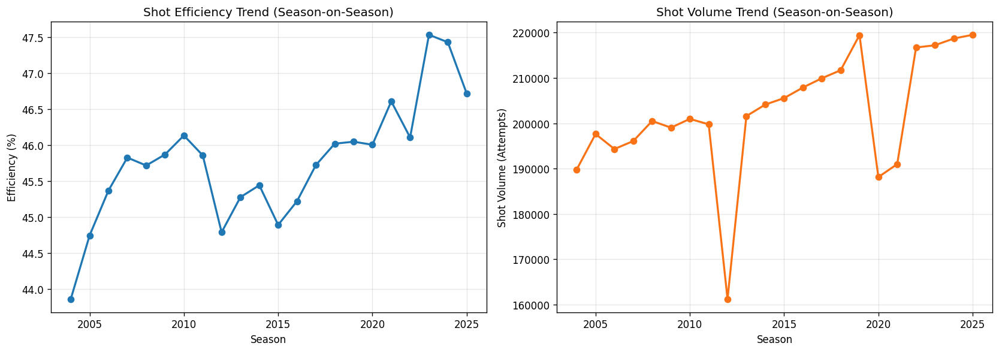 Shot Efficiency Trend (Season-on-Season)
Efficiency (%)
47.5
47.0
46.5
46.0
45.5
45.0
44.5
44.0
2005 2010 2015 2020 2025
Season
Shot Volume Trend (Season-on-Season)
Shot Volume (Attempts)
220000
210000
200000
190000
180000
170000
160000
2005 2010 2015 2020 2025
Season